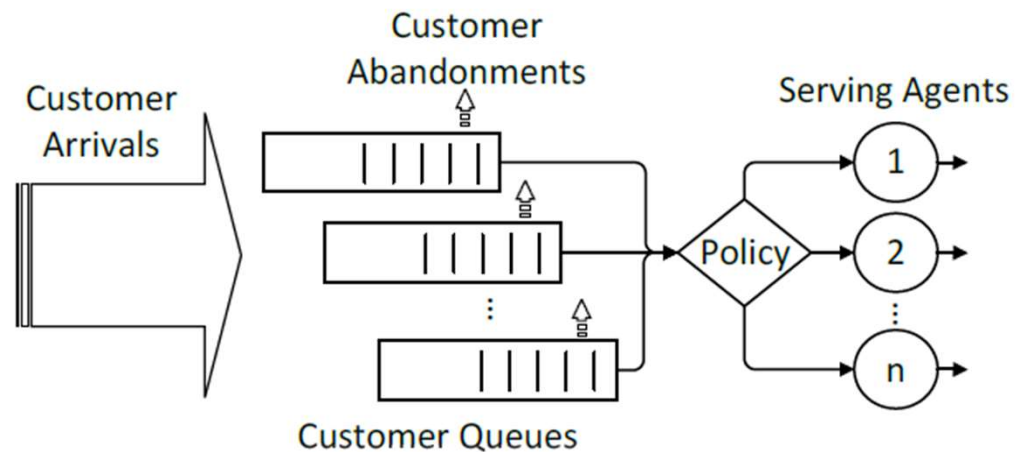 Customer
Abandonments
Customer
Arrivals
Serving Agents
1
Policy
2
n
Customer Queues